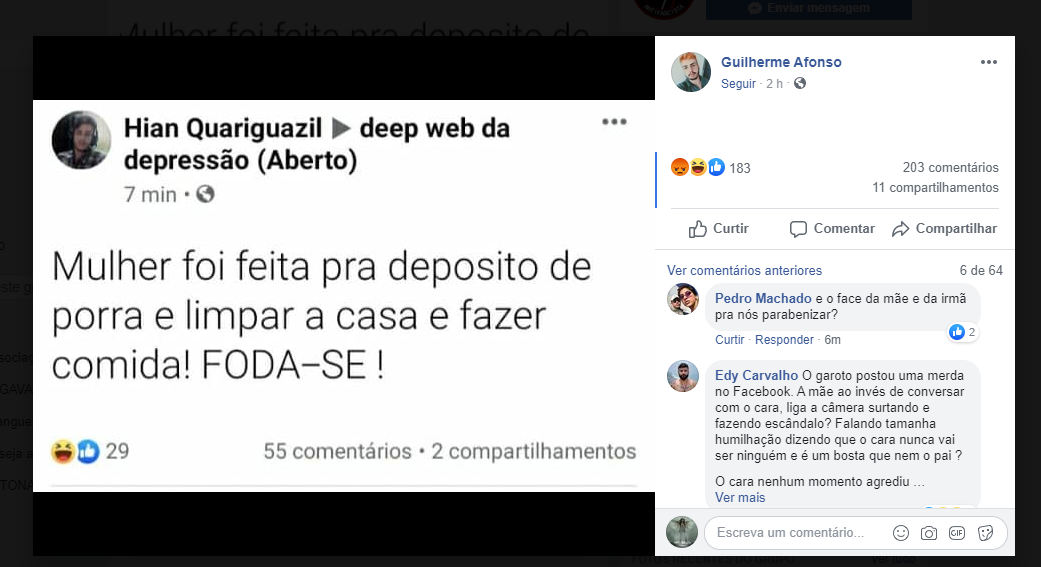 Enviar mensagem
Mulher foi feita pra deposito de
Hian Quariguazil ▶ deep web da
depressão (Aberto)
7 min •
Mulher foi feita pra deposito de
porra e limpar a casa e fazer
comida! FODA–SE !
29
55 comentários • 2 compartilhamentos
Guilherme Afonso
Seguir · 2 h ·
183
203 comentários
11 compartilhamentos
Curtir
Comentar
Compartilhar
Ver comentários anteriores
6 de 64
Pedro Machado e o face da mãe e da irmã
pra nós parabenizar?
2
Curtir · Responder · 6m
Edy Carvalho O garoto postou uma merda
no Facebook. A mãe ao invés de conversar
com o cara, liga a câmera surtando e
fazendo escândalo? Falando tamanha
humilhação dizendo que o cara nunca vai
ser ninguém e é um bosta que nem o pai ?
O cara nenhum momento agrediu ...
Ver mais
Escreva um comentário...
GIF